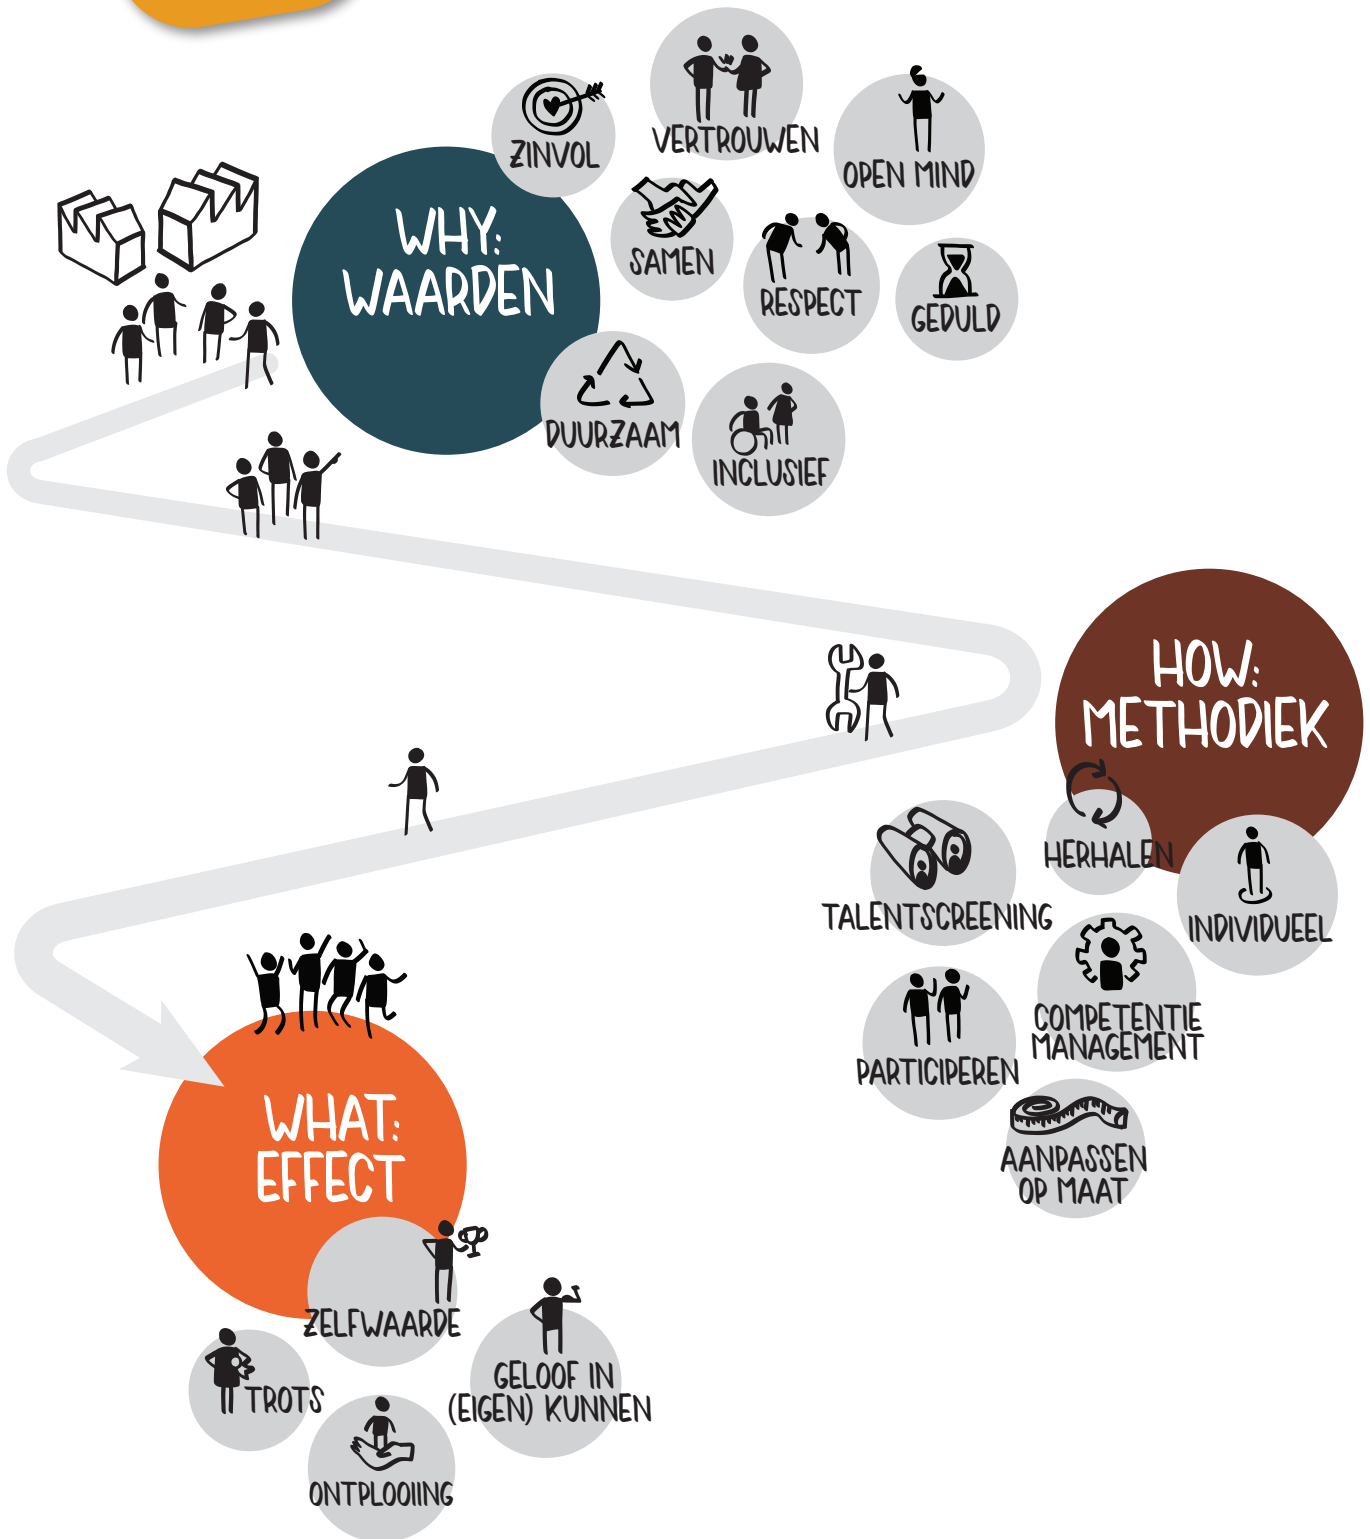 ZINVOL
VERTROUWEN
OPEN MIND
WHY:
WAARDEN
SAMEN
RESPECT
GEDULD
DUURZAAM
INCLUSIEF
HOW:
METHODIEK
HERHALEN
TALENTSCREENING
INDIVIDUEEL
COMPETENTIE
MANAGEMENT
PARTICIPEREN
AANPASSEN
OP MAAT
WHAT:
EFFECT
ZELFWAARDE
GELOOF IN
(EIGEN) KUNNEN
TROTS
ONTPLOOIING